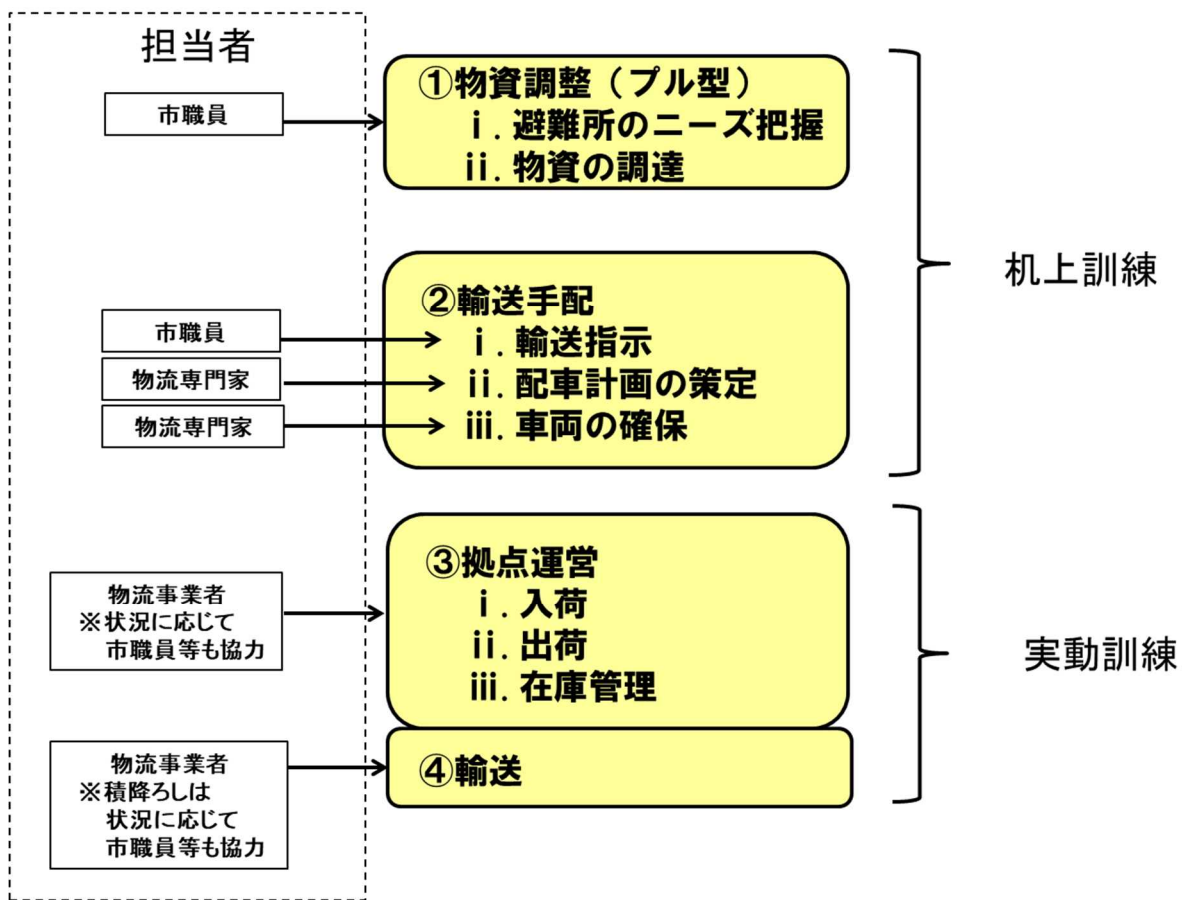 担当者
市職員
①物資調整（プル型）
ⅰ．避難所のニーズ把握
ⅱ．物資の調達
机上訓練
②輸送手配
市職員
ⅰ．輸送指示
物流専門家
ⅱ．配車計画の策定
物流専門家
ⅲ．車両の確保
③拠点運営
物流事業者
※状況に応じて
市職員等も協力
ⅰ．入荷
ⅱ．出荷
ⅲ．在庫管理
実動訓練
物流事業者
※積降ろしは
状況に応じて
市職員等も協力
④輸送